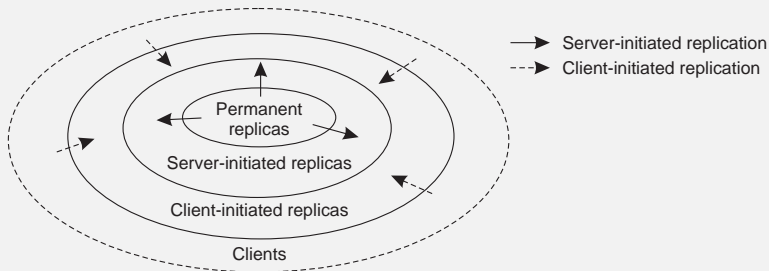 Server-initiated replication
Client-initiated replication
Permanent
replicas
Server-initiated replicas
Client-initiated replicas
Clients